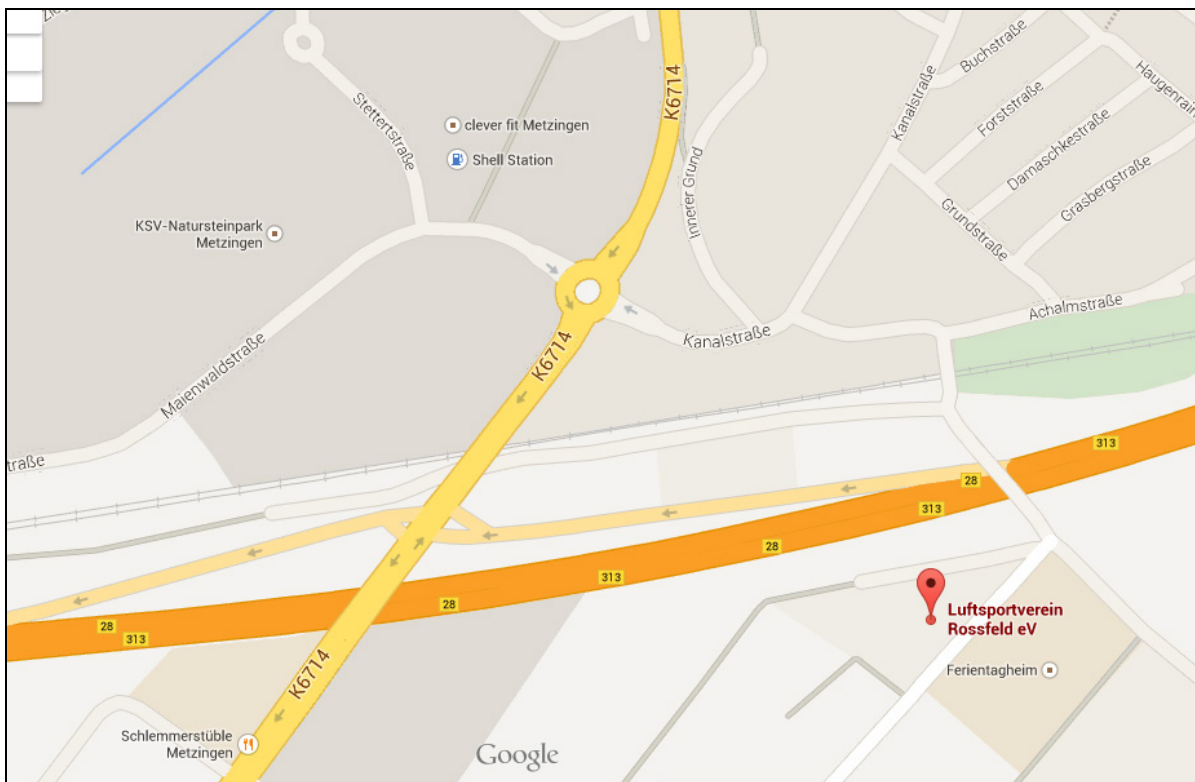 Stettertstraße
clever fit Metzingen
Shell Station
K6714
Innerer Grund
Kanalstraße
Buchstraße
Forststraße
Haugenrain
Damaschkestraße
Grasbergstraße
Grundstraße
Achalmstraße
KSV-Natursteinpark
Metzingen
Maienwaldstraße
K6714
Kanalstraße
traße
313
28
313
28
313
28
28
313
Luftsportverein
Rossfeld eV
Ferientagheim
K6714
Schlemmerstüble
Metzingen
Google